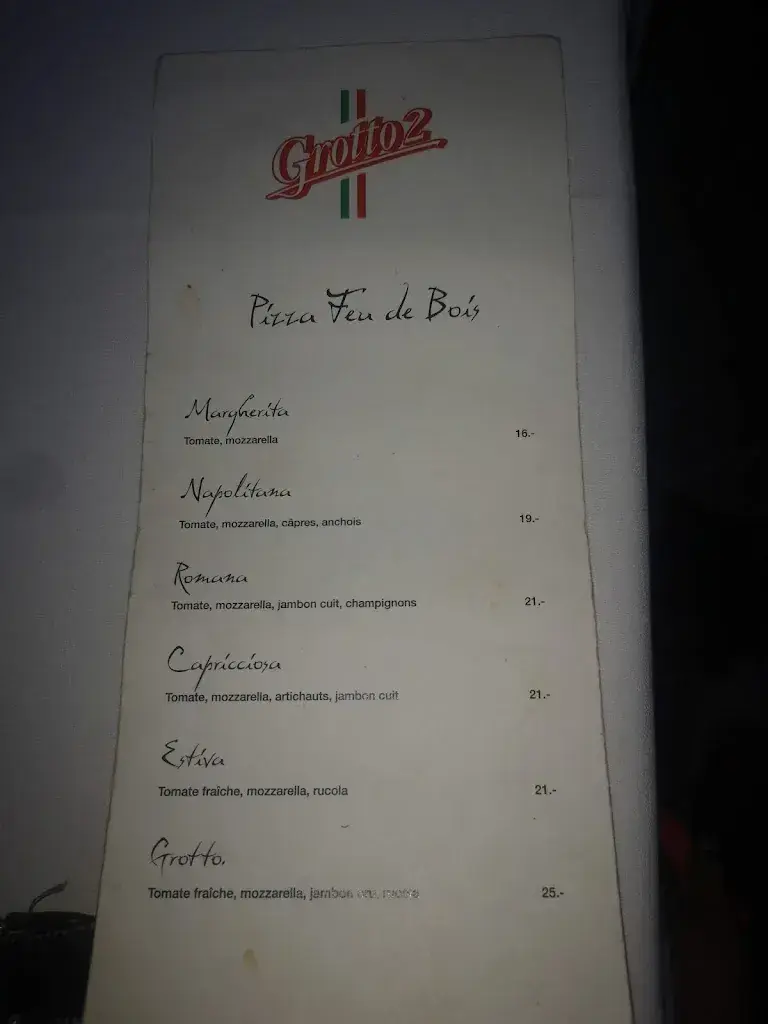 Grotto2
Pizza Feu de Bois
Margherita
Tomate, mozzarella 16.-
Napolitana
Tomate, mozzarella, câpres, anchois 19.-
Romana
Tomate, mozzarella, jambon cuit, champignons 21.-
Capricciosa
Tomate, mozzarella, artichauts, jambon cuit 21.-
Estiva
Tomate fraîche, mozzarella, rucola 21.-
Grotto.
Tomate fraîche, mozzarella, jambon 25.-